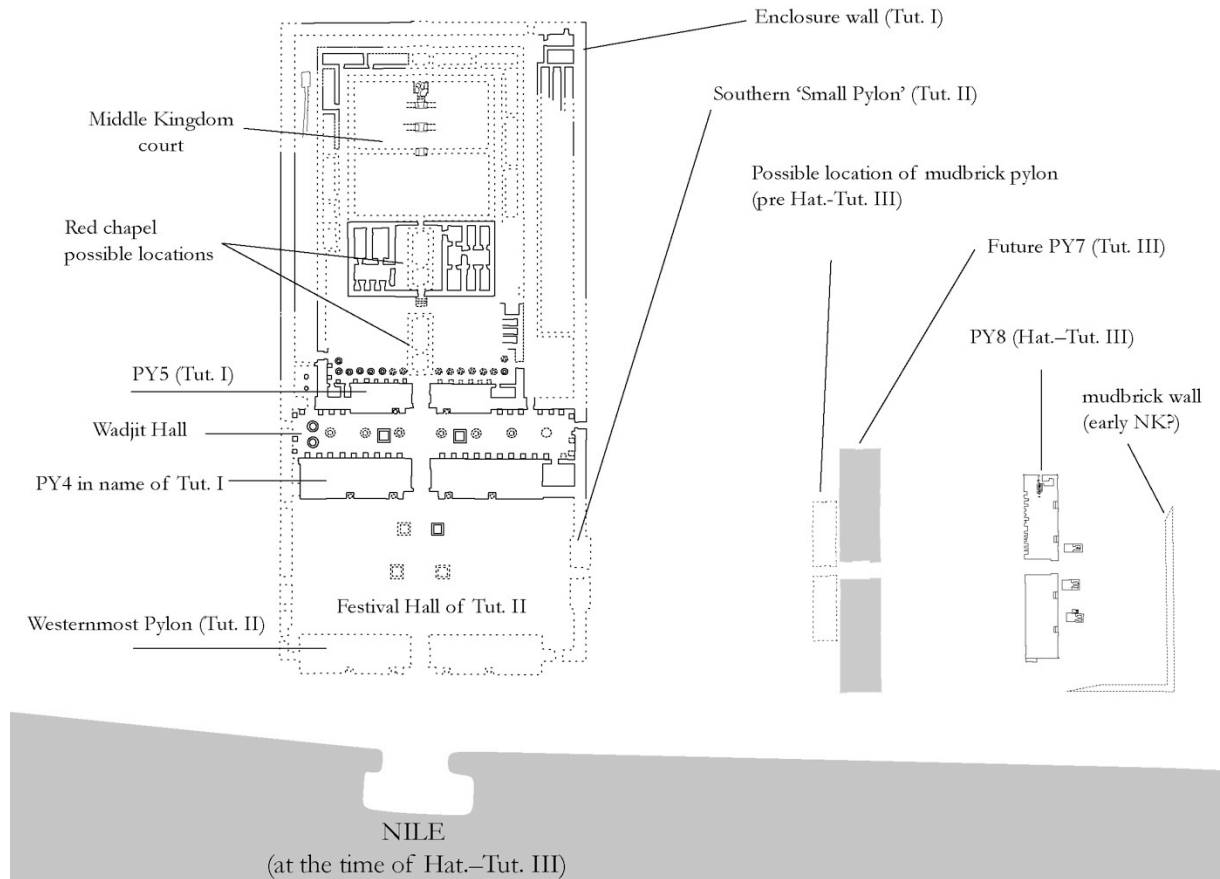 Enclosure wall (Tut. I)
Southern ‘Small Pylon’ (Tut. II)
Middle Kingdom
court
Possible location of mudbrick pylon
(pre Hat.-Tut. III)
Red chapel
possible locations
Future PY7 (Tut. III)
PY8 (Hat.–Tut. III)
PY5 (Tut. I)
mudbrick wall
(early NK?)
Wadjit Hall
PY4 in name of Tut. I
Festival Hall of Tut. II
Westernmost Pylon (Tut. II)
NILE
(at the time of Hat.–Tut. III)